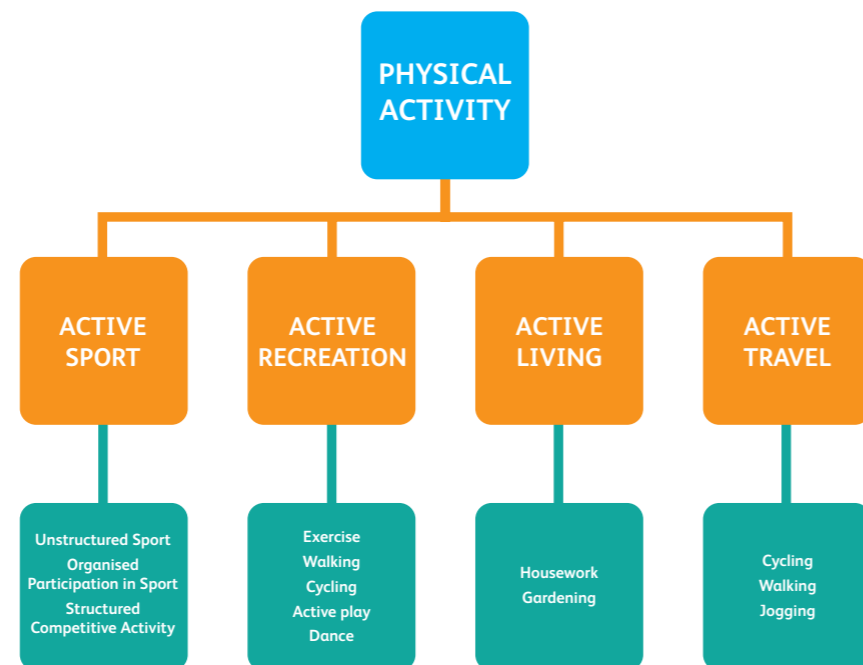 PHYSICAL
ACTIVITY
ACTIVE
SPORT
ACTIVE
RECREATION
ACTIVE
LIVING
ACTIVE
TRAVEL
Unstructured Sport
Organised
Participation in Sport
Structured
Competitive Activity
Exercise
Walking
Cycling
Active play
Dance
Housework
Gardening
Cycling
Walking
Jogging